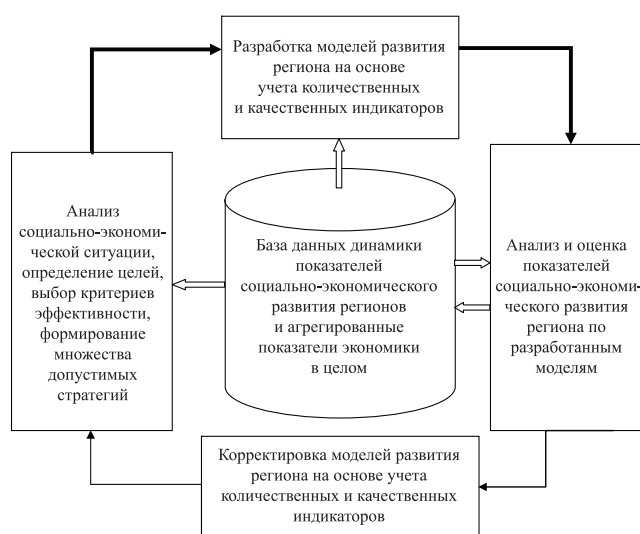 Разработка моделей развития
региона на основе
учета количественных
и качественных индикаторов
Анализ
социально-эконами-
ческой ситуации,
определение целей,
выбор критериев
эффективности,
формирование
множества
допустимых
стратегий
База данных динамики
показателей
социально-экономического
развития регионов
и агрегированные
показатели экономики
в целом
Анализ и оценка
показателей
социально-экономи-
ческого развития
региона по
разработанным
моделям
Корректировка моделей развития
региона на основе учета
количественных и качественных
индикаторов